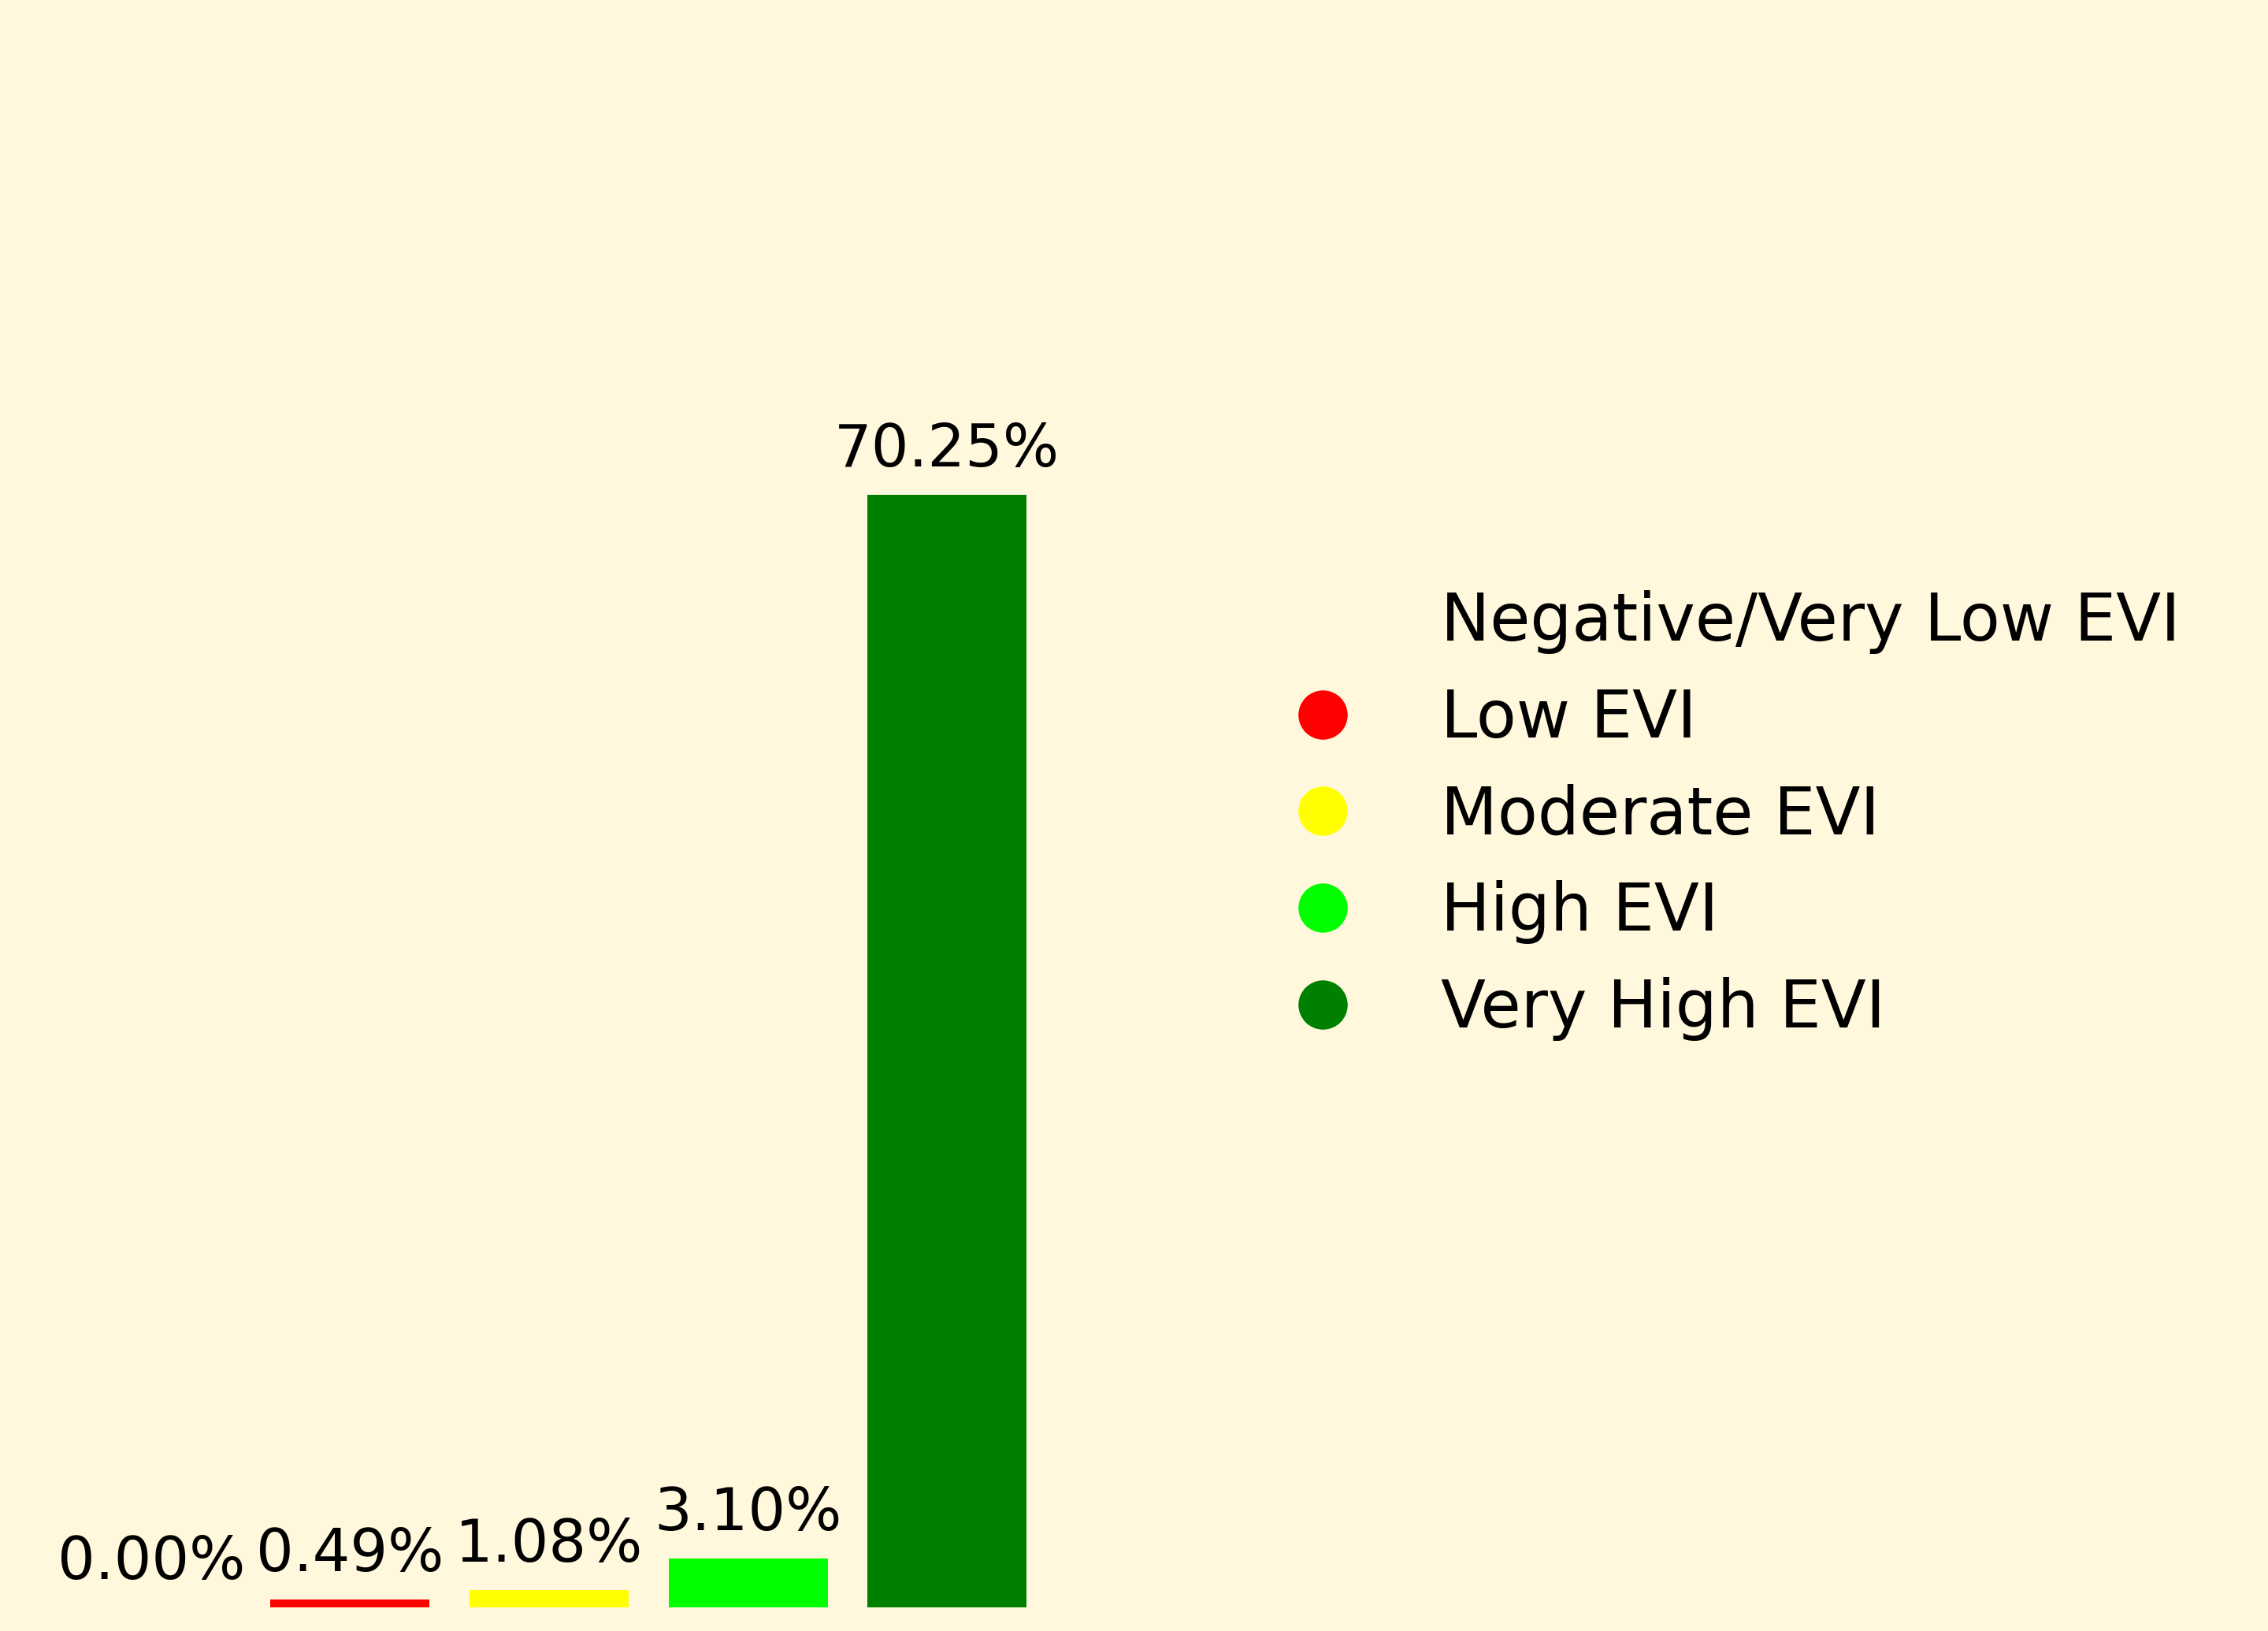 70.25%
Negative/Very Low EVI
Low EVI
Moderate EVI
High EVI
Very High EVI
0.00%
0.49%
1.08%
3.10%